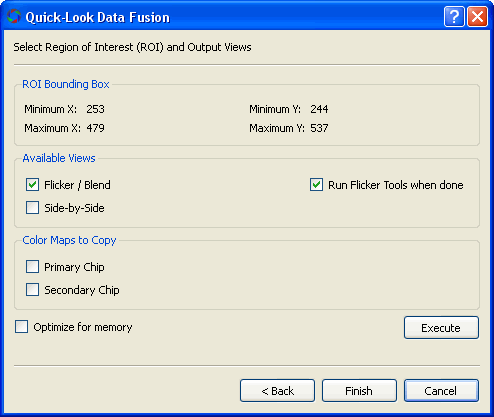 Quick-Look Data Fusion
Select Region of Interest (ROI) and Output Views
ROI Bounding Box
Minimum X: 253 Minimum Y: 244
Maximum X: 479 Maximum Y: 537
Available Views
Flicker / Blend Run Flicker Tools when done
Side-by-Side
Color Maps to Copy
Primary Chip
Secondary Chip
Optimize for memory Execute
< Back Finish Cancel